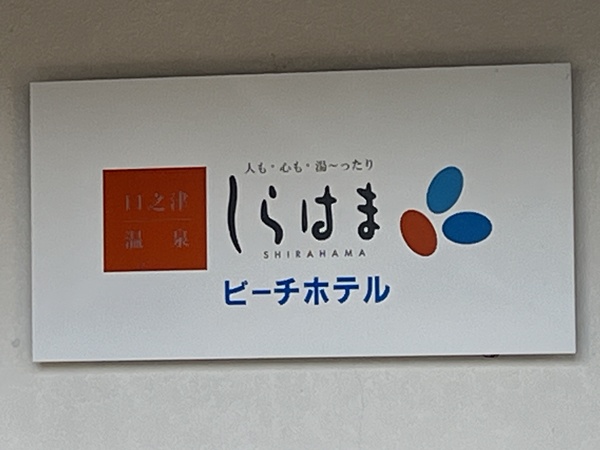 口之津
温泉
人も・心も・湯～ったり
しらはま
SHIRAHAMA
ビーチホテル